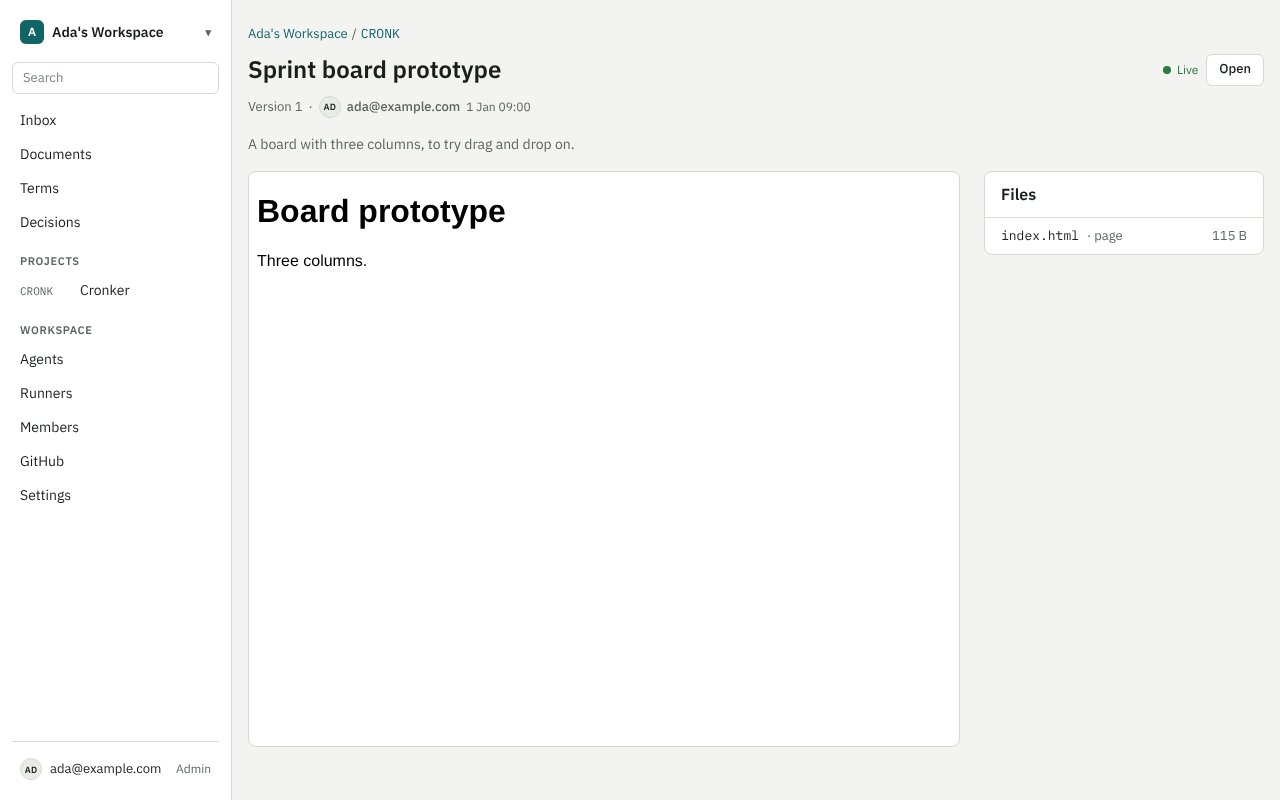 A Ada's Workspace ▾
Search
Inbox
Documents
Terms
Decisions
PROJECTS
CRONK Cronker
WORKSPACE
Agents
Runners
Members
GitHub
Settings
AD ada@example.com Admin
Ada's Workspace / CRONK
Sprint board prototype
Live Open
Version 1 · AD ada@example.com 1 Jan 09:00
A board with three columns, to try drag and drop on.
Board prototype
Three columns.
Files
index.html · page 115 B